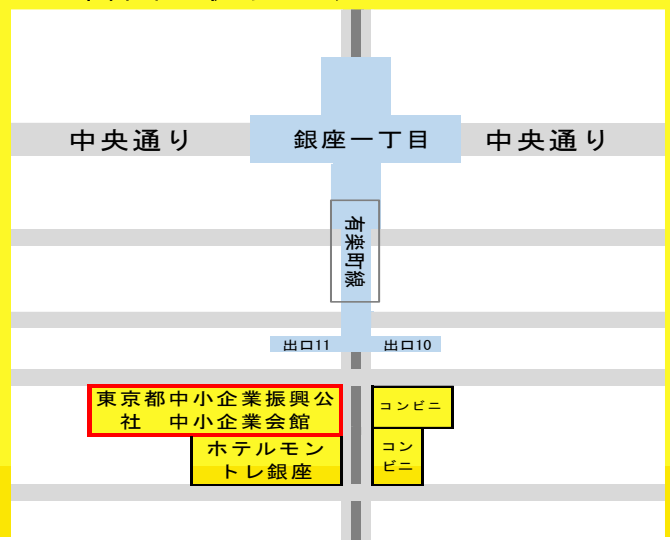 中央通り
銀座一丁目
中央通り
有楽町線
出口11
出口10
東京都中小企業振興公
社　中小企業会館
コンビニ
ホテルモン
トレ銀座
コン
ビニ